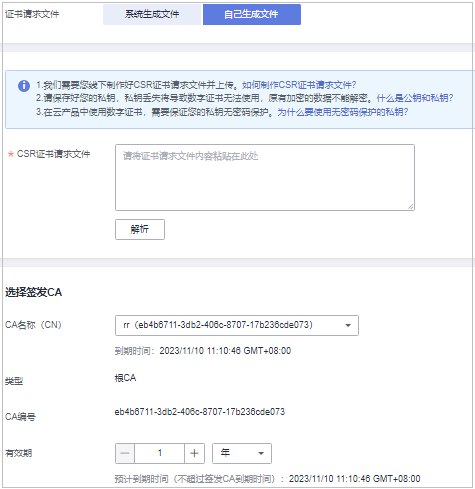 证书请求文件 系统生成文件 自己生成文件
1.我们需要您线下制作好CSR证书请求文件并上传。如何制作CSR证书请求文件?
2.请保存好您的私钥，私钥丢失将导致数字证书无法使用，原有加密的数据不能解密。什么是公钥和私钥?
3.在云产品中使用数字证书，需要保证您的私钥无密码保护。为什么要使用无密码保护的私钥?
* CSR证书请求文件 请将证书请求文件内容粘贴在此处
解析
选择签发CA
CA名称（CN） rr（eb4b6711-3db2-406c-8707-17b236cde073）
到期时间：2023/11/10 11:10:46 GMT+08:00
类型 根CA
CA编号 eb4b6711-3db2-406c-8707-17b236cde073
有效期 — 1 + 年
预计到期时间（不超过签发CA到期时间）：2023/11/10 11:10:46 GMT+08:00